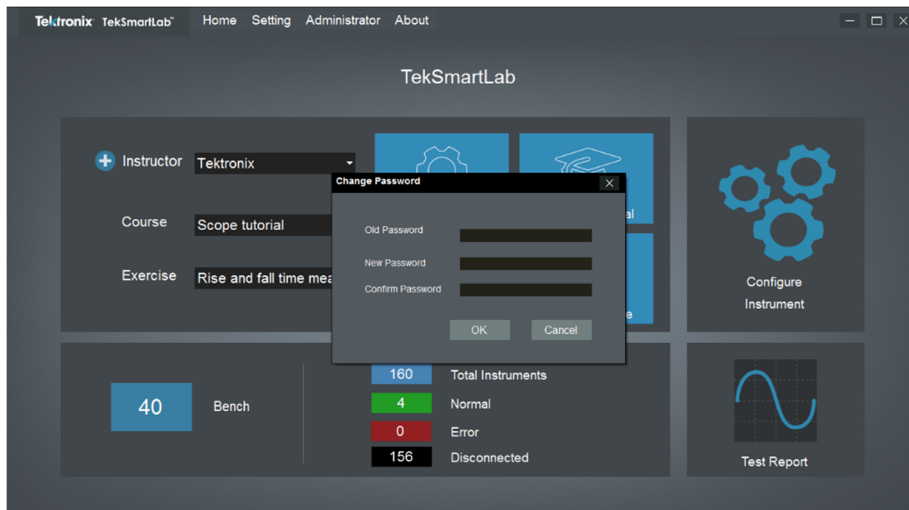 Tektronix TekSmartLab™ Home Setting Administrator About
TekSmartLab
Instructor Tektronix
Change Password
Course Scope tutorial
Old Password
New Password
Exercise Rise and fall time mea
Confirm Password
OK Cancel
Configure
Instrument
160 Total Instruments
40 Bench
4 Normal
0 Error
156 Disconnected
Test Report